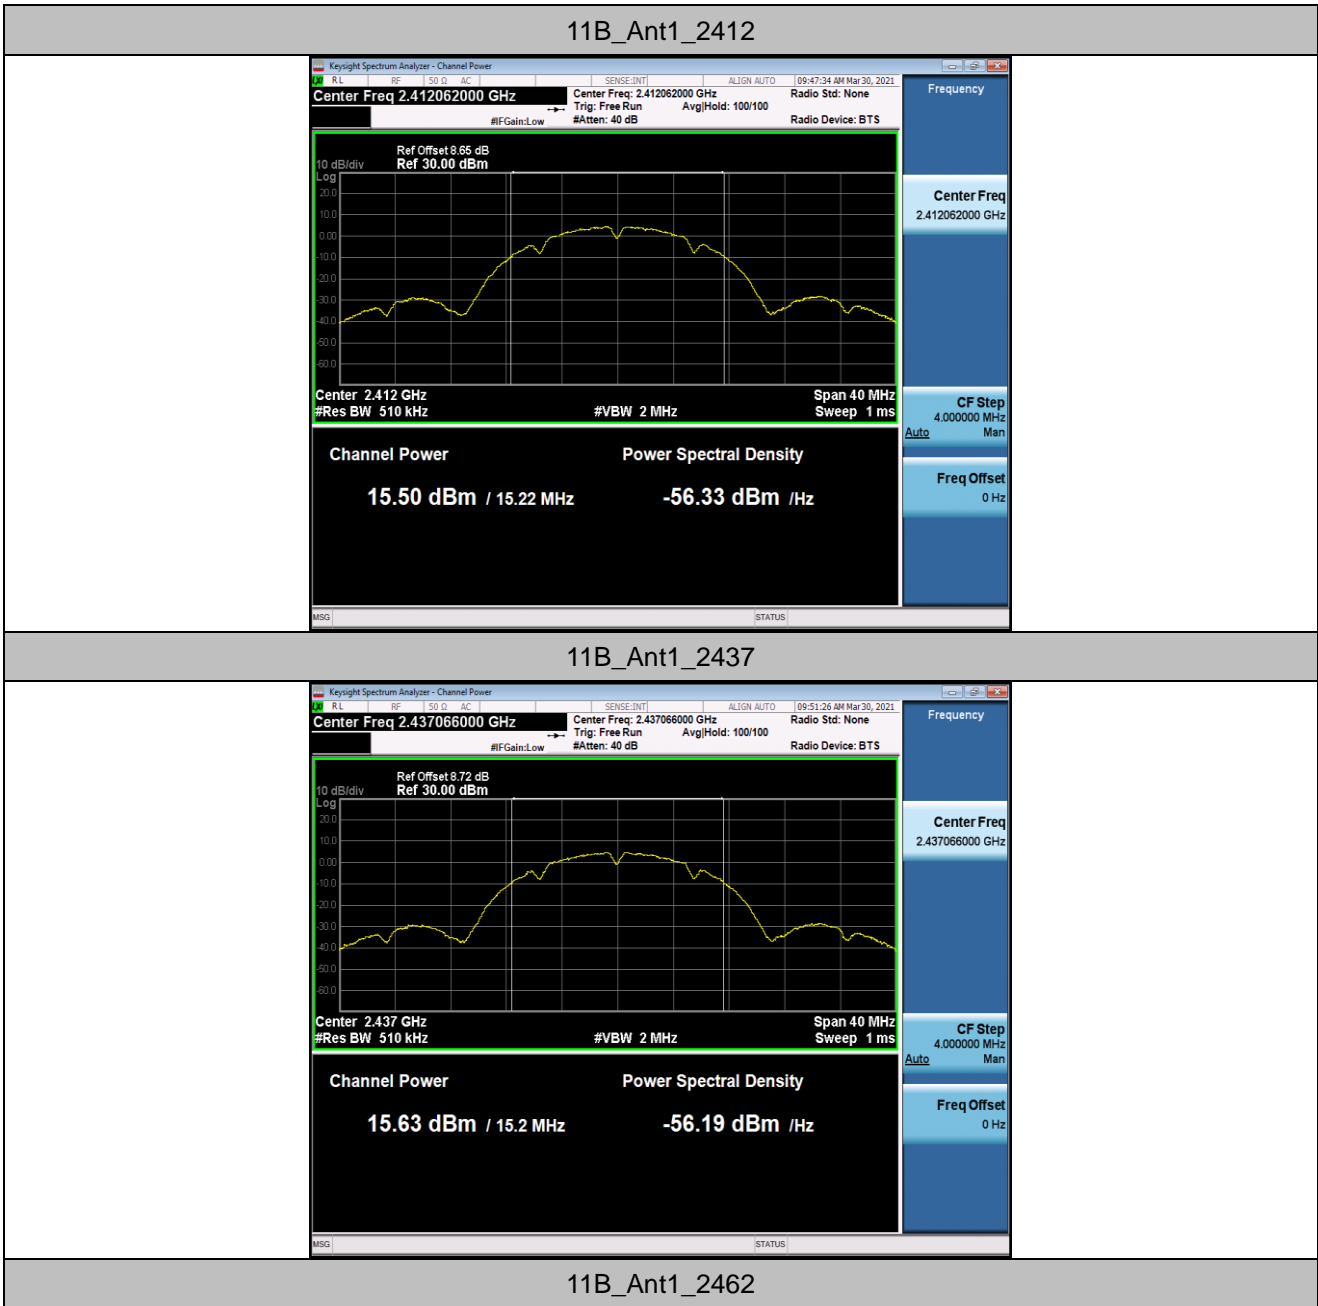 11B_Ant1_2412
Keysight Spectrum Analyzer - Channel Power
RL RF 50 Ω AC SENSE:INT ALIGN AUTO 09:47:34 AM Mar 30, 2021
Center Freq 2.412062000 GHz Center Freq: 2.412062000 GHz Radio Std: None Frequency
Trig: Free Run Avg|Hold: 100/100
#IFGain:Low #Atten: 40 dB Radio Device: BTS
Ref Offset 8.65 dB
10 dB/div Ref 30.00 dBm
Log
20.0
10.0
0.00
-10.0
-20.0
-30.0
-40.0
-50.0
-60.0
Center Freq
2.412062000 GHz
Center 2.412 GHz Span 40 MHz
#Res BW 510 kHz #VBW 2 MHz Sweep 1 ms
CF Step
4.000000 MHz
Auto Man
Channel Power Power Spectral Density
15.50 dBm / 15.22 MHz -56.33 dBm /Hz
Freq Offset
0 Hz
MSG STATUS
11B_Ant1_2437
Keysight Spectrum Analyzer - Channel Power
RL RF 50 Ω AC SENSE:INT ALIGN AUTO 09:51:26 AM Mar 30, 2021
Center Freq 2.437066000 GHz Center Freq: 2.437066000 GHz Radio Std: None Frequency
Trig: Free Run Avg|Hold: 100/100
#IFGain:Low #Atten: 40 dB Radio Device: BTS
Ref Offset 8.72 dB
10 dB/div Ref 30.00 dBm
Log
20.0
10.0
0.00
-10.0
-20.0
-30.0
-40.0
-50.0
-60.0
Center Freq
2.437066000 GHz
Center 2.437 GHz Span 40 MHz
#Res BW 510 kHz #VBW 2 MHz Sweep 1 ms
CF Step
4.000000 MHz
Auto Man
Channel Power Power Spectral Density
15.63 dBm / 15.2 MHz -56.19 dBm /Hz
Freq Offset
0 Hz
MSG STATUS
11B_Ant1_2462